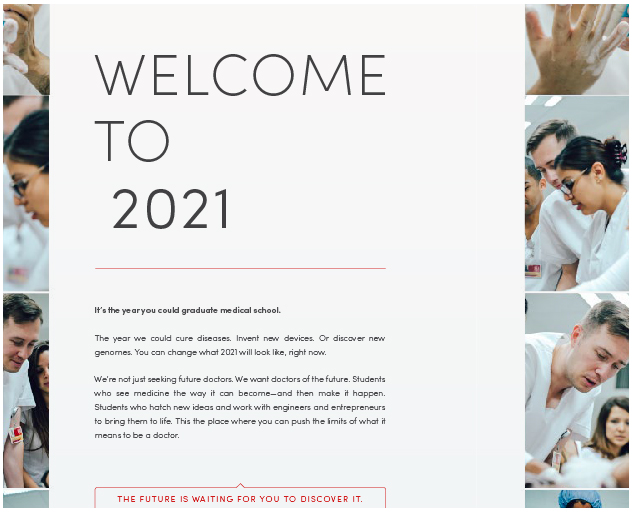 WELCOME
TO
2021
It's the year you could graduate medical school.
The year we could cure diseases. Invent new devices. Or discover new
genomes. You can change what 2021 will look like, right now.
We're not just seeking future doctors. We want doctors of the future. Students
who see medicine the way it can become—and then make it happen.
Students who hatch new ideas and work with engineers and entrepreneurs
to bring them to life. This the place where you can push the limits of what it
means to be a doctor.
THE FUTURE IS WAITING FOR YOU TO DISCOVER IT.